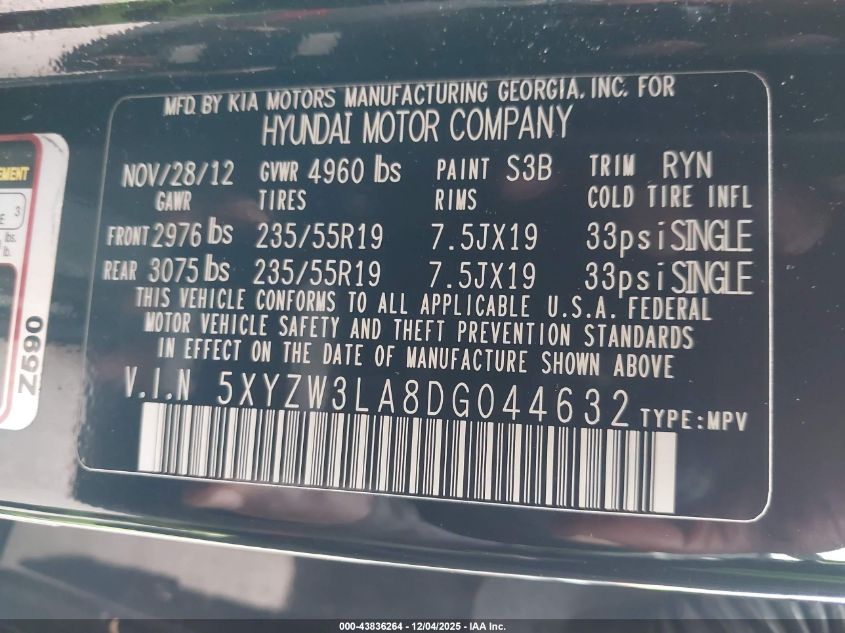 MFD. BY KIA MOTORS MANUFACTURING GEORGIA, INC. FOR
HYUNDAI MOTOR COMPANY
NOV/28/12 GVWR 4960 lbs PAINT S3B TRIM RYN
GAWR TIRES RIMS COLD TIRE INFL
FRONT 2976 lbs 235/55R19 7.5JX19 33psi SINGLE
REAR 3075 lbs 235/55R19 7.5JX19 33psi SINGLE
THIS VEHICLE CONFORMS TO ALL APPLICABLE U.S.A. FEDERAL
MOTOR VEHICLE SAFETY AND THEFT PREVENTION STANDARDS
IN EFFECT ON THE DATE OF MANUFACTURE SHOWN ABOVE
V.I.N 5XYZW3LA8DG044632 TYPE:MPV
3
lbs.
lb.
Z590
000-43836264 - 12/04/2025 - IAA Inc.